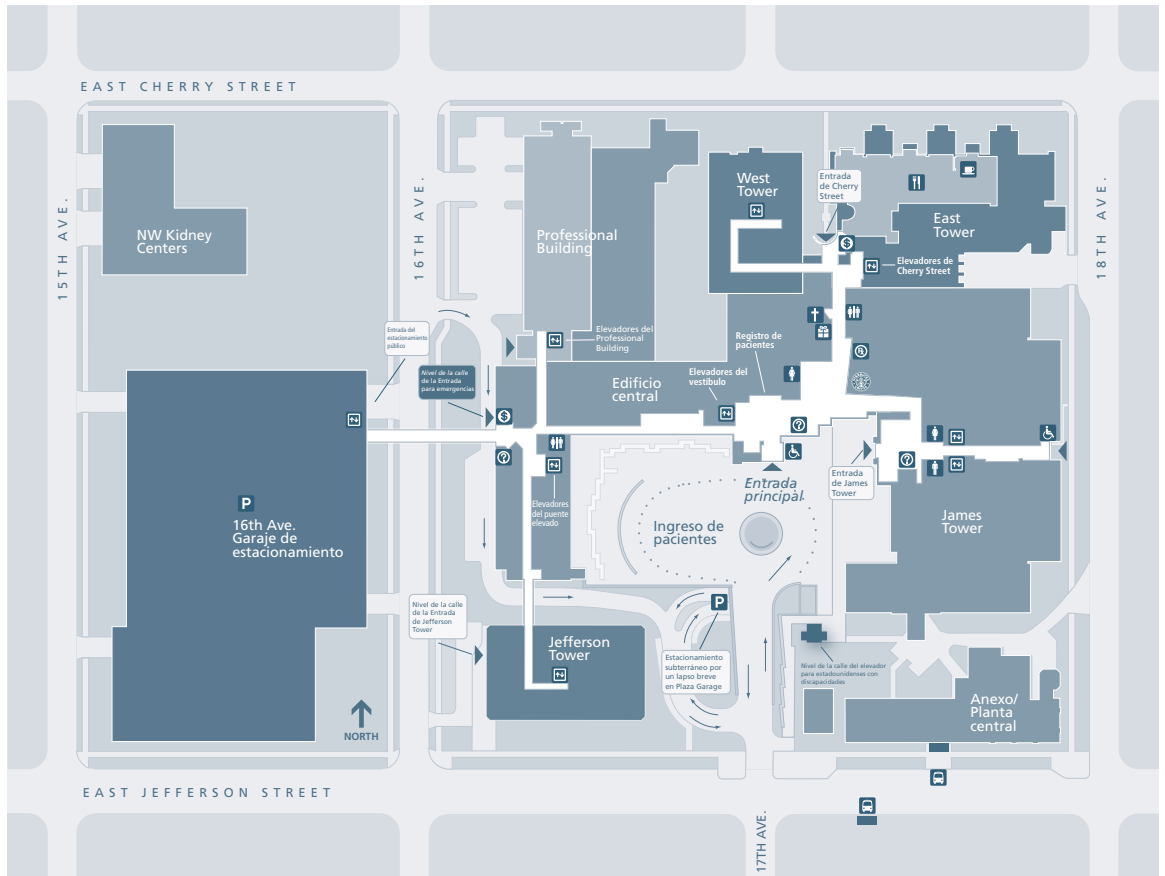 EAST CHERRY STREET
15TH AVE.
16TH AVE.
18TH AVE.
NW Kidney
Centers
Professional
Building
West
Tower
Entrada
de Cherry
Street
East
Tower
Elevadores de
Cherry Street
Entrada del
estacionamiento
público
Nivel de la calle
de la Entrada
para emergencias
Elevadores del
Professional
Building
Registro de
pacientes
Elevadores del
vestíbulo
Edificio
central
Entrada
principal
Entrada
de James
Tower
Elevadores
del puente
elevado
Ingreso de
pacientes
James
Tower
P
16th Ave.
Garaje de
estacionamiento
Nivel de la calle
de la Entrada
de Jefferson
Tower
P
Jefferson
Tower
Estacionamiento
subterráneo por
un lapso breve
en Plaza Garage
Nivel de la calle del elevador
para estadounidenses con
discapacidades
Anexo/
Planta
central
NORTH
EAST JEFFERSON STREET
17TH AVE.